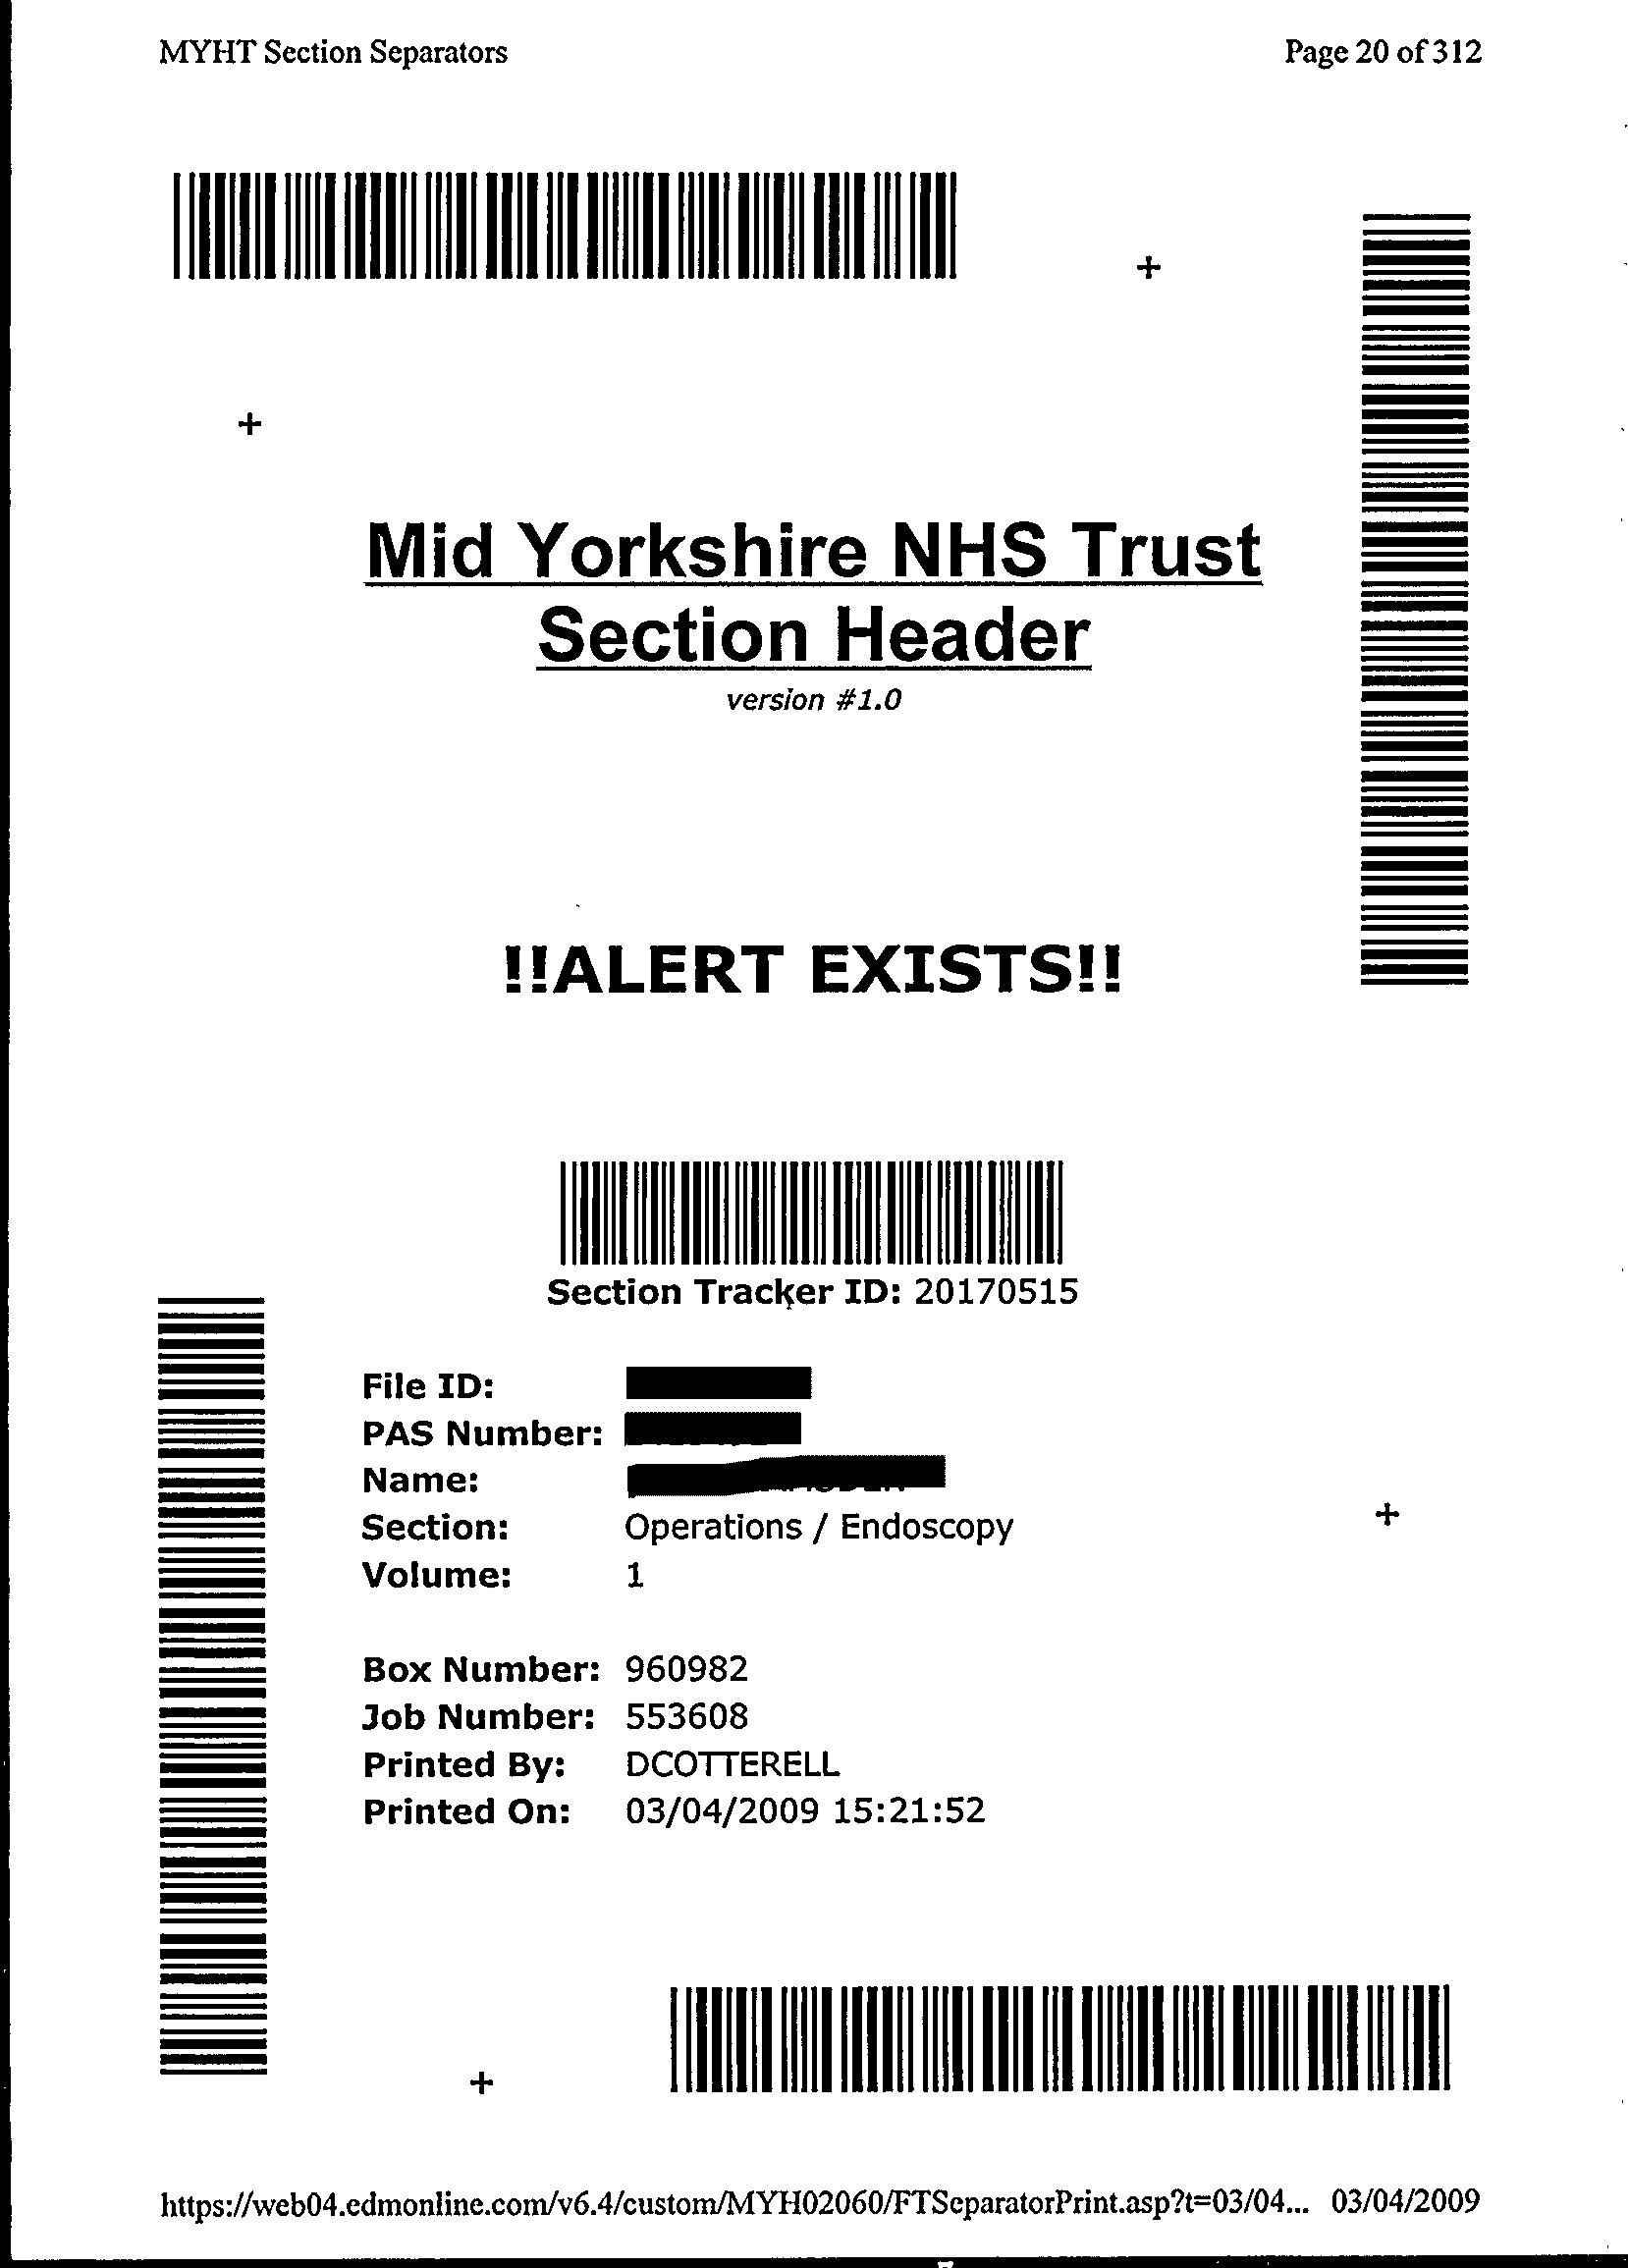 MYHT Section Separators Page 20 of 312
Mid Yorkshire NHS Trust
Section Header
version #1.0
!!ALERT EXISTS!!
Section Tracker ID: 20170515
File ID:
PAS Number:
Name:
Section: Operations / Endoscopy
Volume: 1
Box Number: 960982
Job Number: 553608
Printed By: DCOTTERELL
Printed On: 03/04/2009 15:21:52
https://web04.edmonline.com/v6.4/custom/MYH02060/FTSeparatorPrint.asp?t=03/04... 03/04/2009